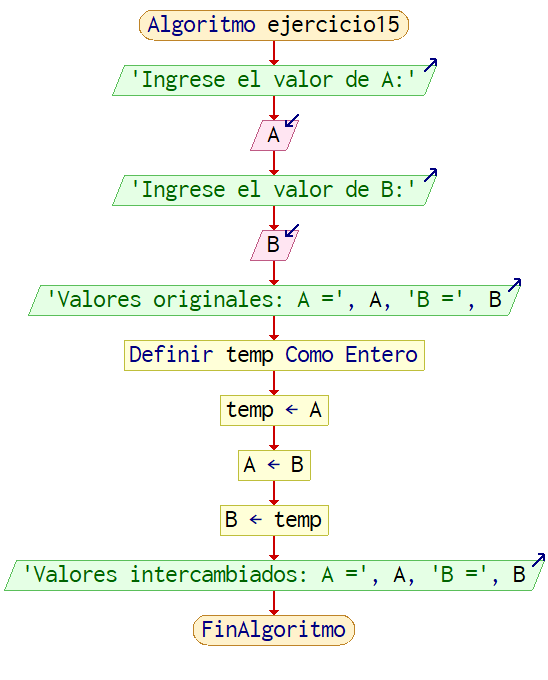 Algoritmo ejercicio15
'Ingrese el valor de A:'
A
'Ingrese el valor de B:'
B
'Valores originales: A =', A, 'B =', B
Definir temp Como Entero
temp ← A
A ← B
B ← temp
'Valores intercambiados: A =', A, 'B =', B
FinAlgoritmo